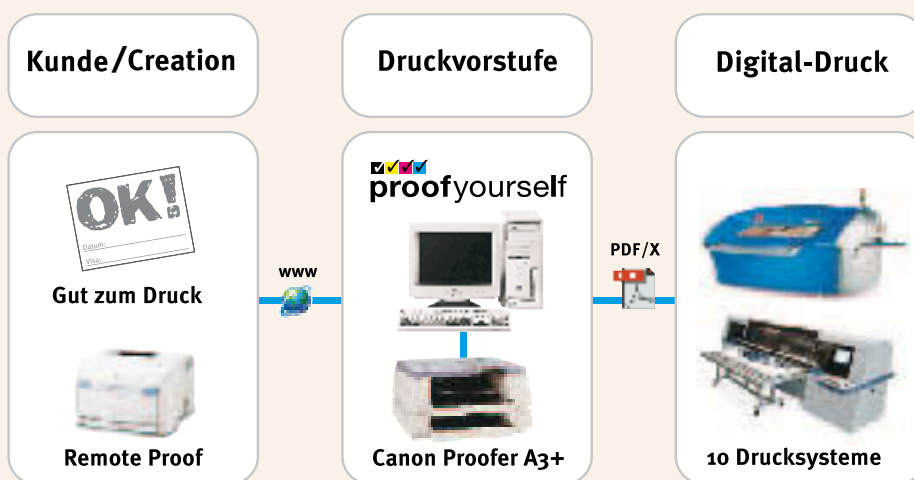 Kunde/Creation
Druckvorstufe
Digital-Druck
OK!
Datum:
Visa:
Gut zum Druck
Remote Proof
www
proofyourself
Canon Proofer A3+
PDF/X
10 Drucksysteme